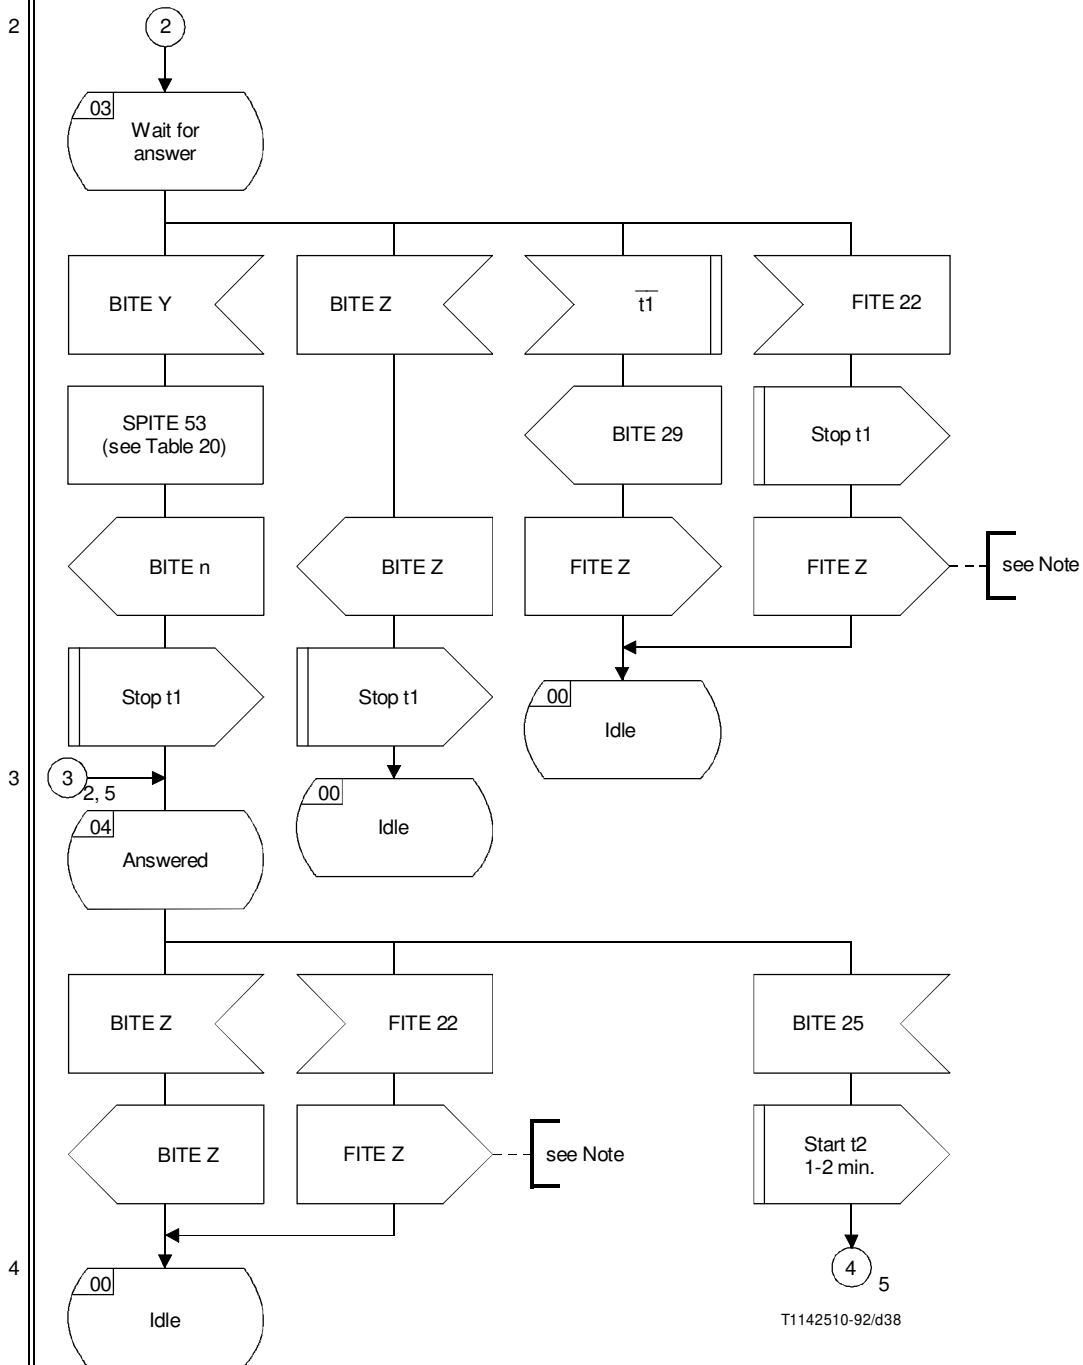 2
2
03
Wait for
answer
BITE Y
BITE Z
t1
FITE 22
SPITE 53
(see Table 20)
BITE 29
Stop t1
BITE n
BITE Z
FITE Z
FITE Z
see Note
Stop t1
Stop t1
00
Idle
3
3
2, 5
00
Idle
04
Answered
BITE Z
FITE 22
BITE 25
BITE Z
FITE Z
see Note
Start t2
1-2 min.
4
00
Idle
4
5
T1142510-92/d38